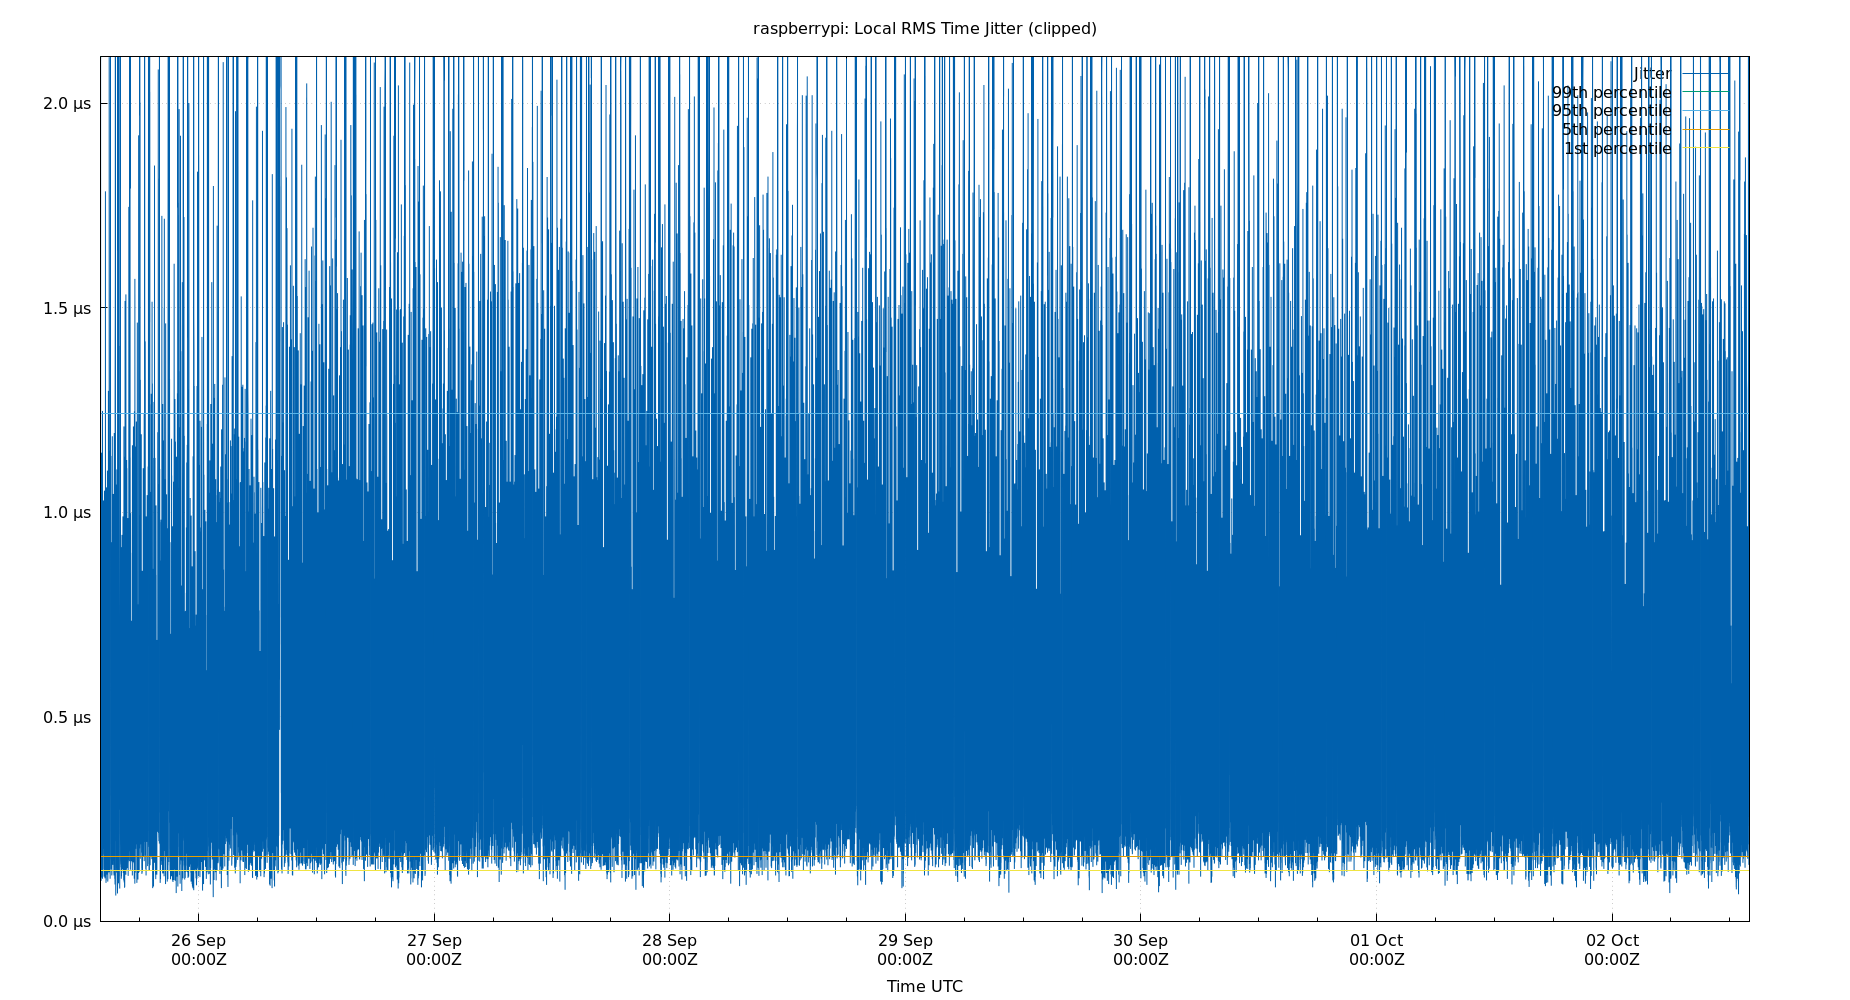 raspberrypi: Local RMS Time Jitter (clipped)
2.0 µs
1.5 µs
1.0 µs
0.5 µs
0.0 µs
Jitter
99th percentile
95th percentile
5th percentile
1st percentile
26 Sep
00:00Z
27 Sep
00:00Z
28 Sep
00:00Z
29 Sep
00:00Z
30 Sep
00:00Z
01 Oct
00:00Z
02 Oct
00:00Z
Time UTC